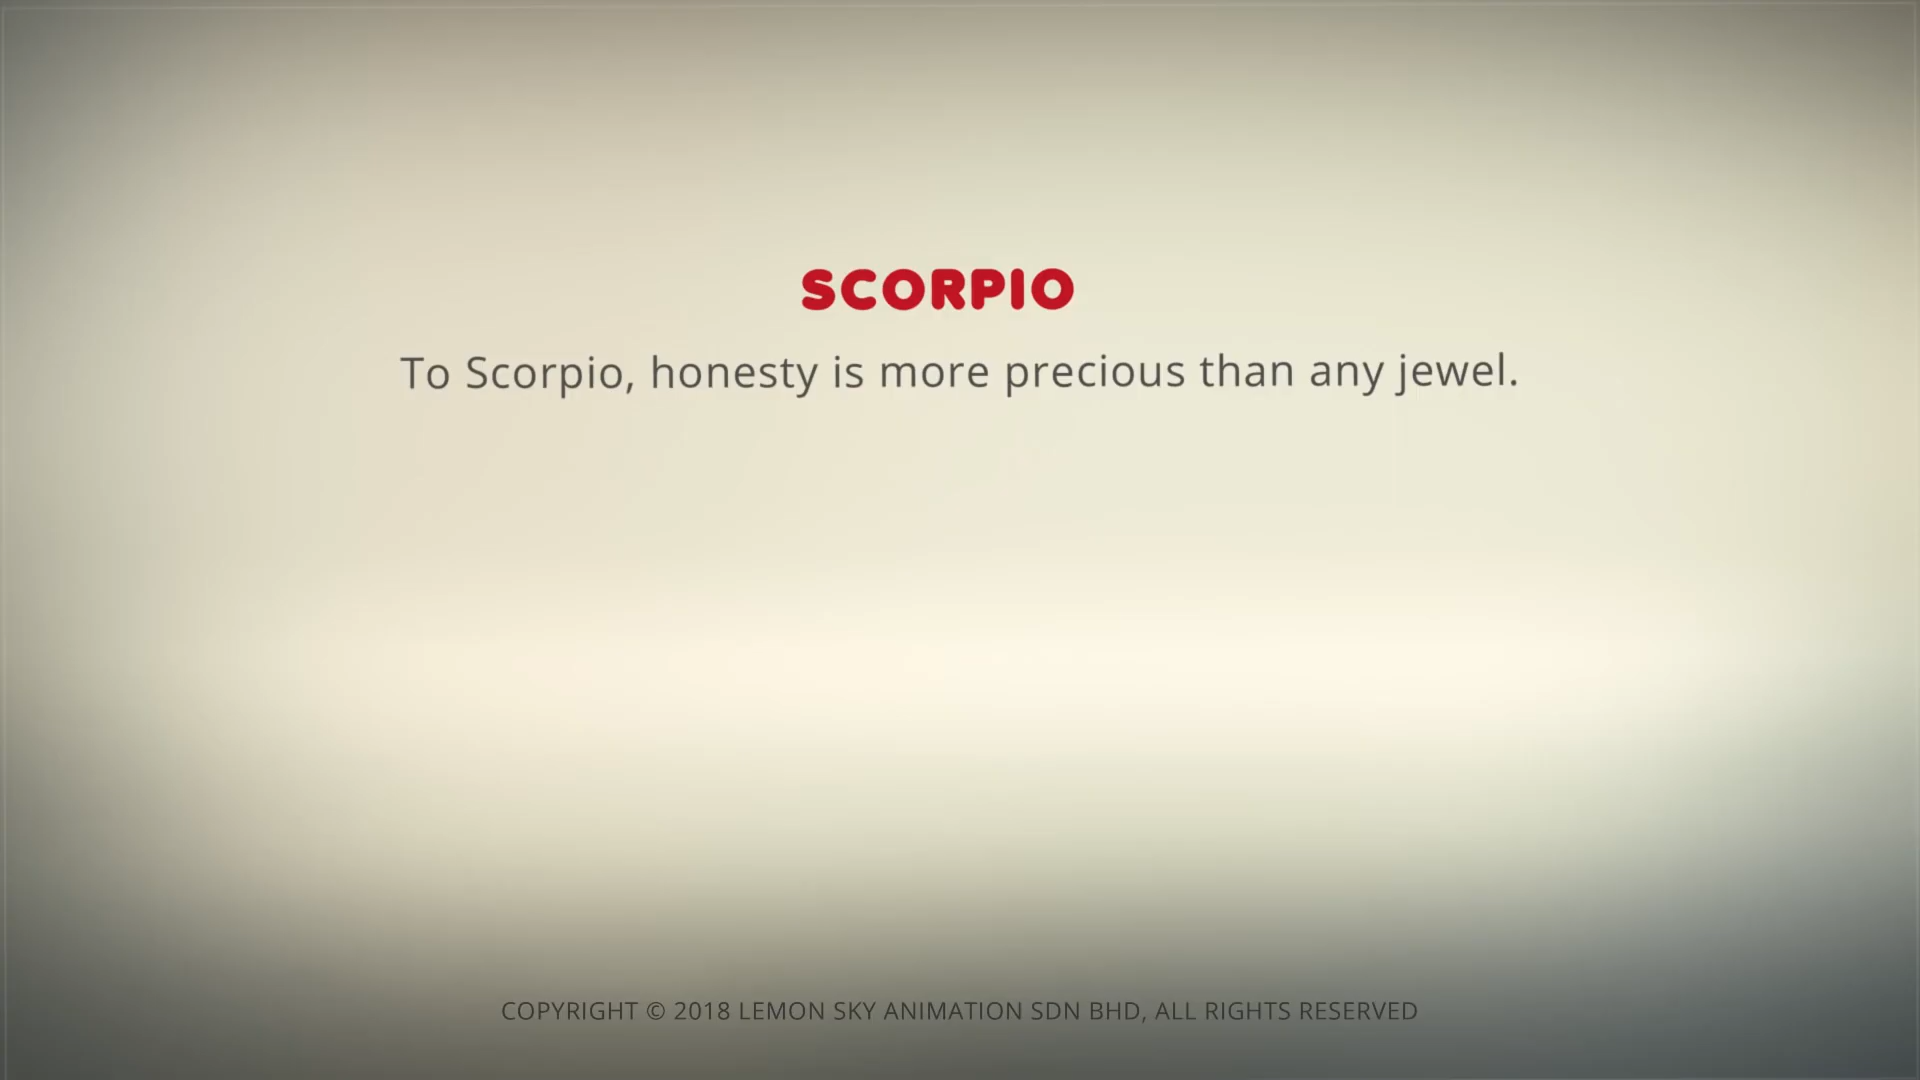 SCORPIO
To Scorpio, honesty is more precious than any jewel.
COPYRIGHT © 2018 LEMON SKY ANIMATION SDN BHD, ALL RIGHTS RESERVED